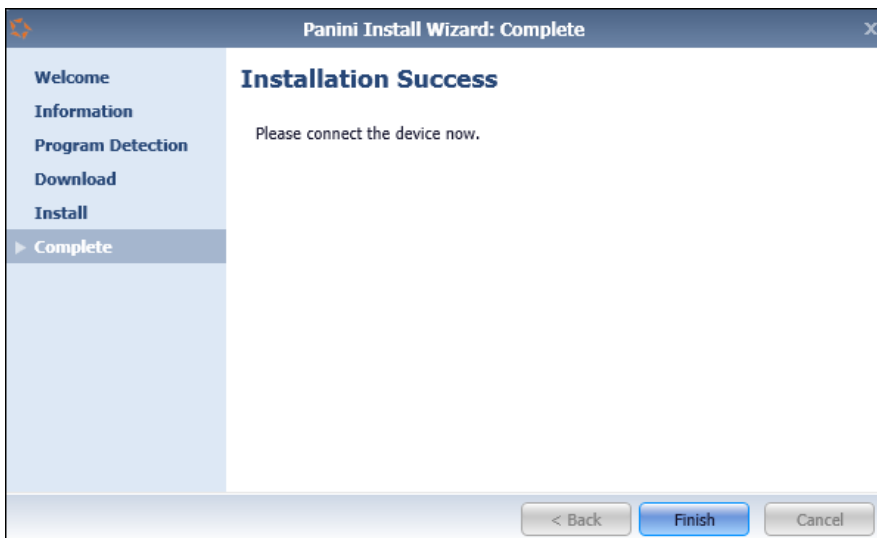 Panini Install Wizard: Complete
x
Welcome
Information
Program Detection
Download
Install
Complete
Installation Success
Please connect the device now.
< Back
Finish
Cancel